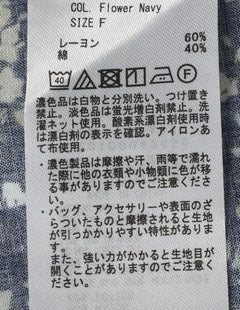 COL. Flower Navy
SIZE F
レーヨン 60%
綿 40%
40
F
濃色品は白物と分別洗い。つけ置き
禁止。淡色は蛍光増白剤禁止。洗
濯ネット使用。酸素系漂白剤使用
時は漂白剤の表示を確認。アイロンあ
て布使用。
・濃色製品は摩擦や汗、雨等で濡れ
た際に他の衣類や小物類に色が移
る事がありますのでご注意くださ
い。
・バッグ、アクセサリーや表面のざ
らついたものと摩擦されると生地
が引っかかりやすい特性がありま
す。
また、強い力がかかると生地目が
開くことがありますのでご注意く
ださい。